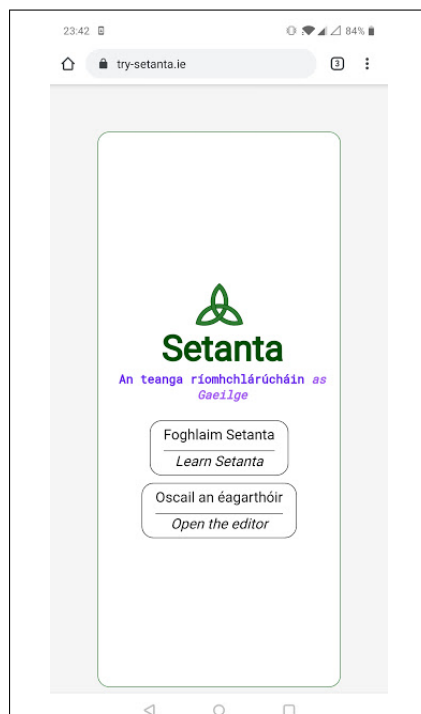 23:42 84%
try-setanta.ie 3
Setanta
An teanga ríomhchlárúcháin as
Gaeilge
Foghlaim Setanta
Learn Setanta
Oscail an éagarthóir
Open the editor